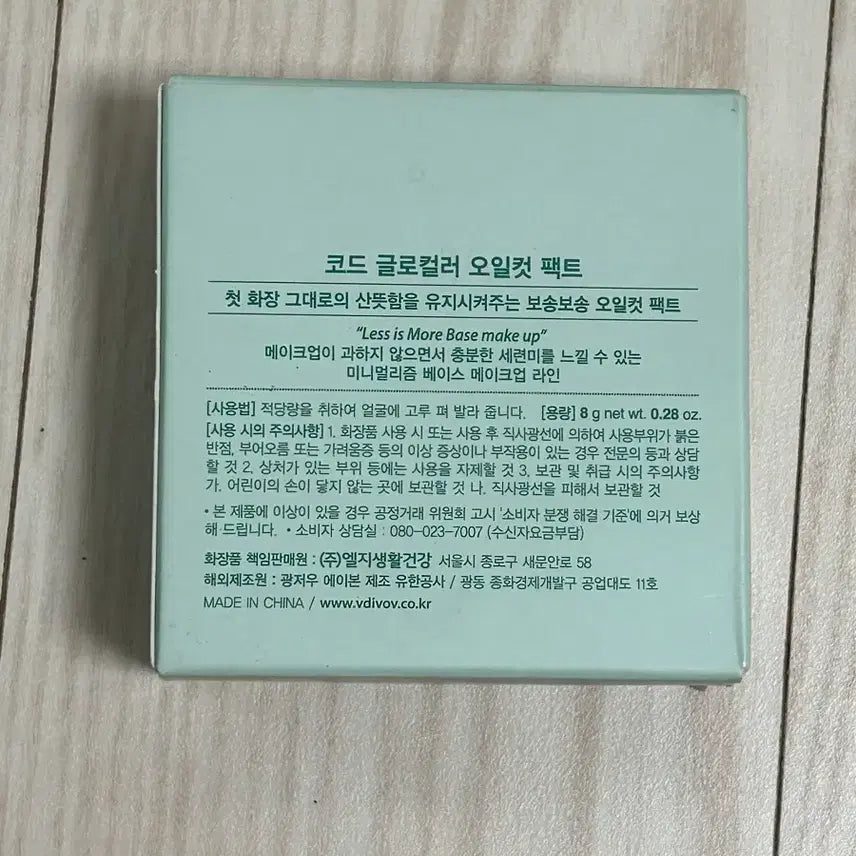 코드 글로컬러 오일컷 팩트
첫 화장 그대로의 산뜻함을 유지시켜주는 보송보송 오일컷 팩트
“Less is More Base make up”
메이크업이 과하지 않으면서 충분한 세련미를 느낄 수 있는
미니멀리즘 베이스 메이크업 라인
[사용법] 적당량을 취하여 얼굴에 고루 펴 발라 줍니다. [용량] 8 g net wt. 0.28 oz.
[사용 시의 주의사항] 1. 화장품 사용 시 또는 사용 후 직사광선에 의하여 사용부위가 붉은
반점, 부어오름 또는 가려움증 등의 이상 증상이나 부작용이 있는 경우 전문의 등과 상담
할 것 2. 상처가 있는 부위 등에는 사용을 자제할 것 3. 보관 및 취급 시의 주의사항
가. 어린이의 손이 닿지 않는 곳에 보관할 것 나. 직사광선을 피해서 보관할 것
• 본 제품에 이상이 있을 경우 공정거래 위원회 고시 '소비자 분쟁 해결 기준'에 의거 보상
해 드립니다. • 소비자 상담실 : 080-023-7007 (수신자요금부담)
화장품 책임판매원 : (주)엘지생활건강 서울시 종로구 새문안로 58
해외제조원 : 광저우 에이본 제조 유한공사 / 광동 종화경제개발구 공업대도 11호
MADE IN CHINA / www.vdivov.co.kr